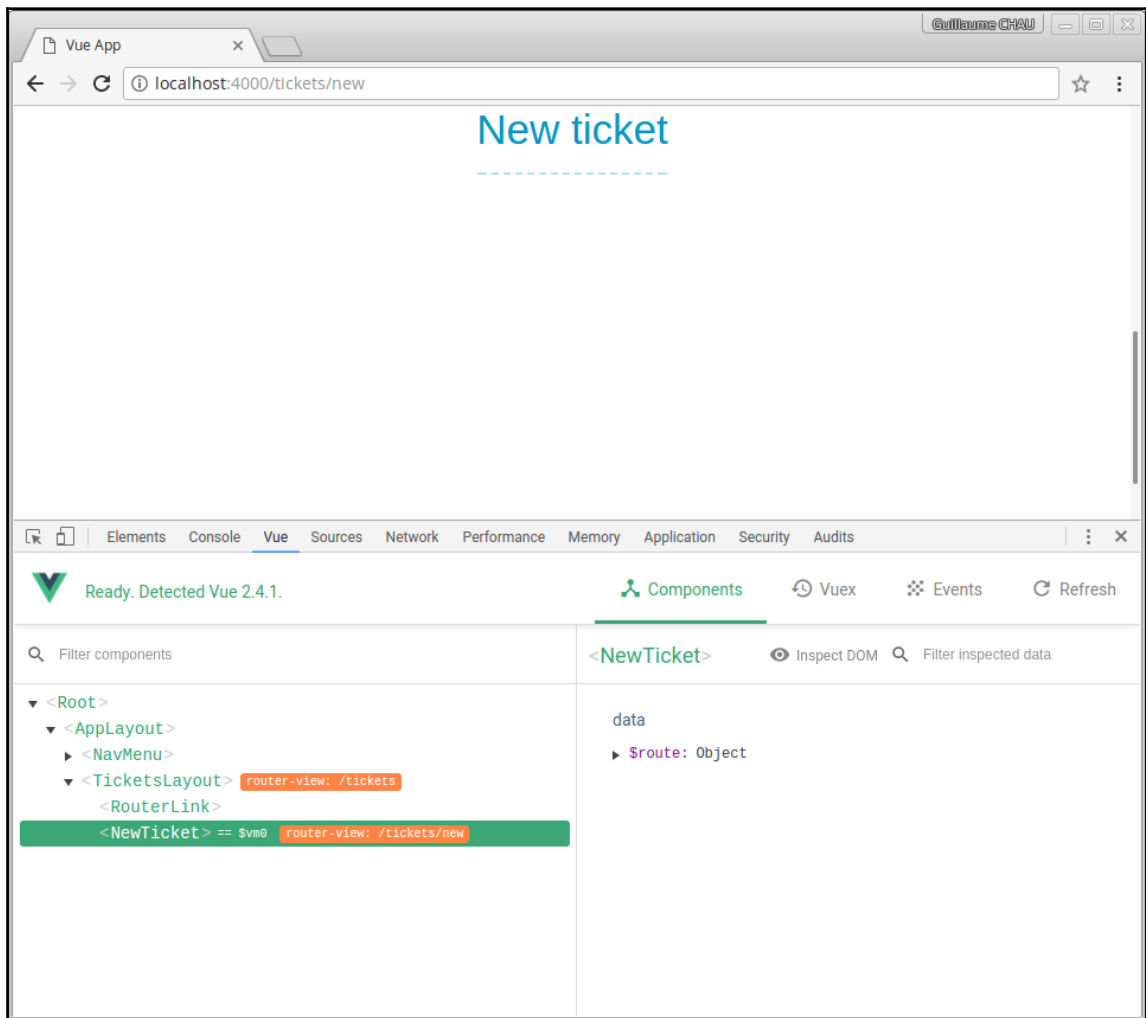 Guillaume CHAU
Vue App
localhost:4000/tickets/new
New ticket
Elements Console Vue Sources Network Performance Memory Application Security Audits
Ready. Detected Vue 2.4.1.
Components Vuex Events Refresh
Filter components
<NewTicket> Inspect DOM Filter inspected data
<Root>
<AppLayout>
<NavMenu>
<TicketsLayout> router-view: /tickets
<RouterLink>
<NewTicket> == $vm0 router-view: /tickets/new
data
$route: Object